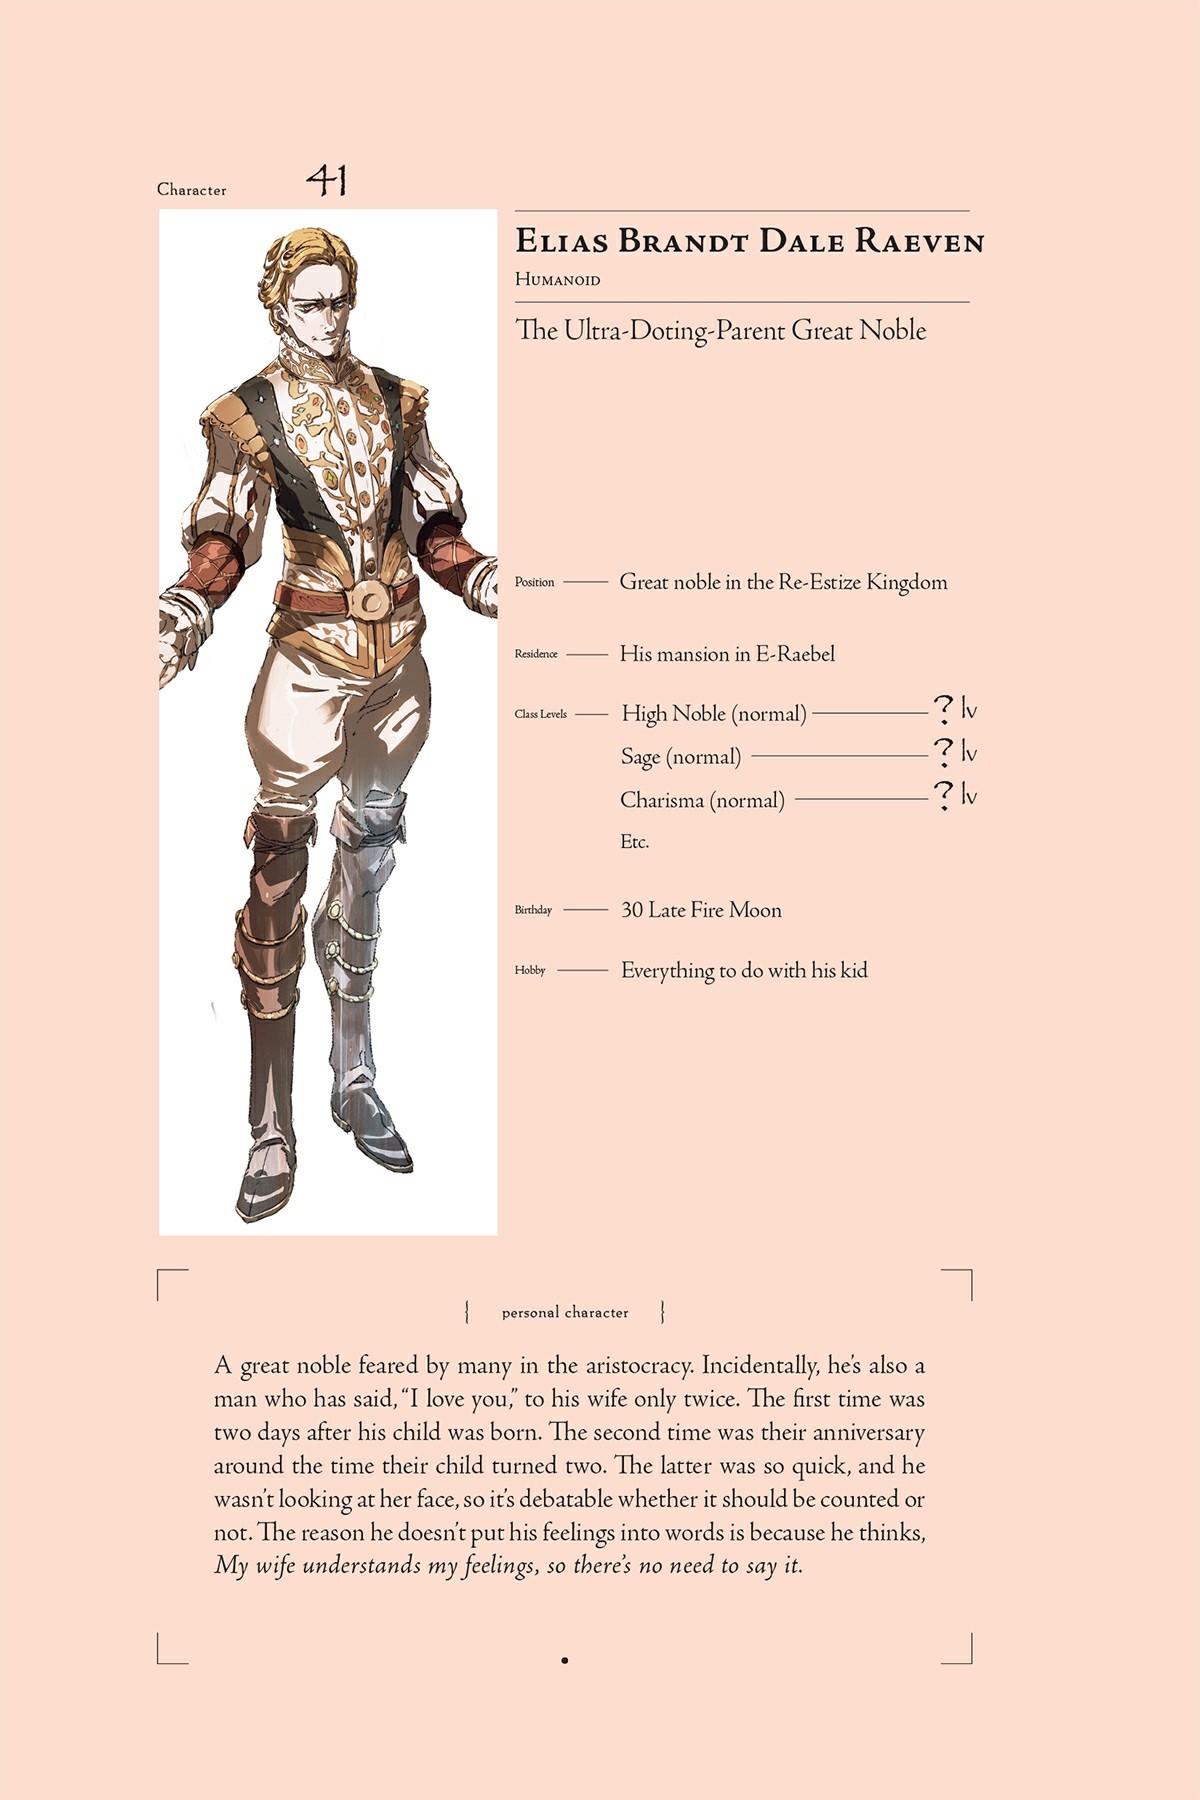 Character 41
Elias Brandt Dale Raeven
Humanoid
The Ultra-Doting-Parent Great Noble
Position Great noble in the Re-Estize Kingdom
Residence His mansion in E-Raebel
Class Levels High Noble (normal) ? lv
Sage (normal) ? lv
Charisma (normal) ? lv
Etc.
Birthday 30 Late Fire Moon
Hobby Everything to do with his kid
{ personal character }
A great noble feared by many in the aristocracy. Incidentally, he's also a
man who has said, “I love you,” to his wife only twice. The first time was
two days after his child was born. The second time was their anniversary
around the time their child turned two. The latter was so quick, and he
wasn't looking at her face, so it's debatable whether it should be counted or
not. The reason he doesn't put his feelings into words is because he thinks,
My wife understands my feelings, so there's no need to say it.